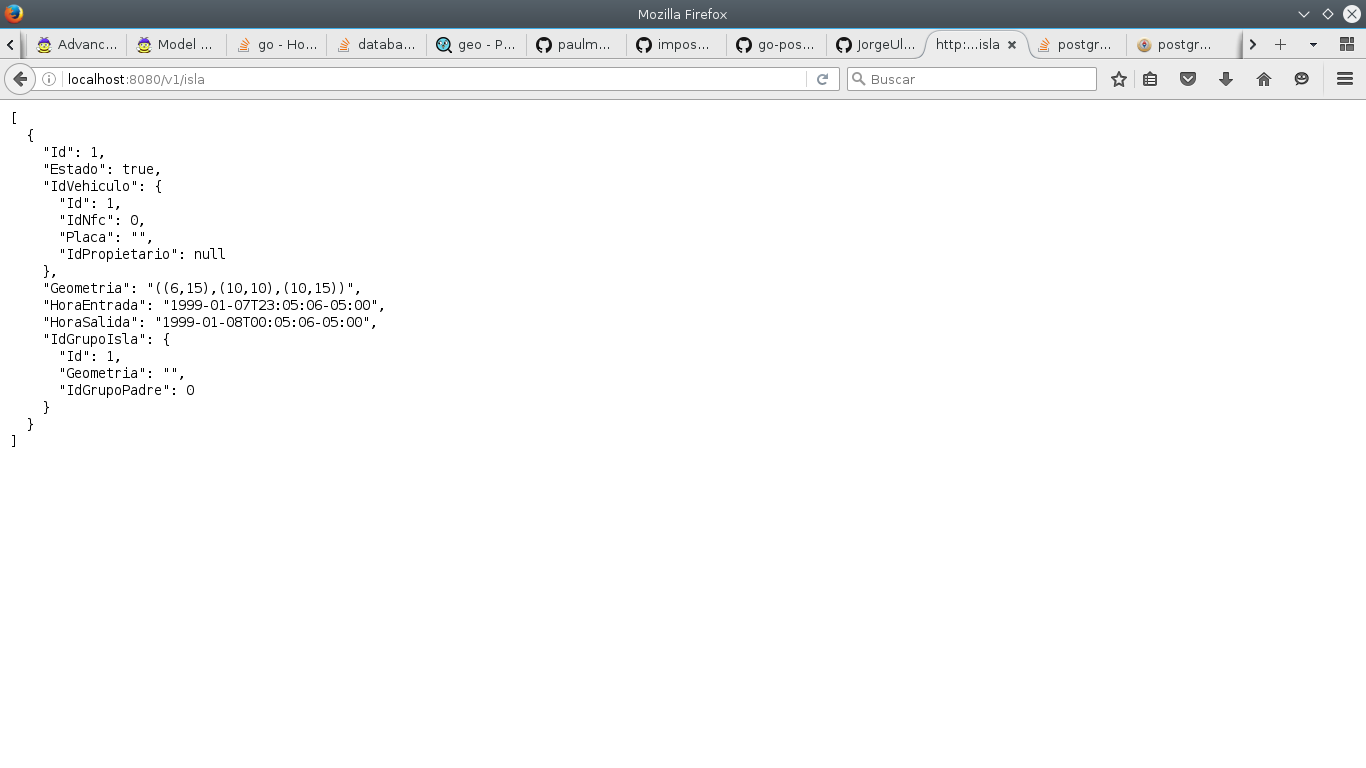 Mozilla Firefox
Advanc...
Model ...
go - Ho...
databa...
geo - P...
paulm...
impos...
go-pos...
JorgeUl...
http:...isla
postgr...
postgr...
localhost:8080/v1/isla
Buscar
[
  {
    "Id": 1,
    "Estado": true,
    "IdVehiculo": {
      "Id": 1,
      "IdNfc": 0,
      "Placa": "",
      "IdPropietario": null
    },
    "Geometria": "((6,15),(10,10),(10,15))",
    "HoraEntrada": "1999-01-07T23:05:06-05:00",
    "HoraSalida": "1999-01-08T00:05:06-05:00",
    "IdGrupoIsla": {
      "Id": 1,
      "Geometria": "",
      "IdGrupoPadre": 0
    }
  }
]